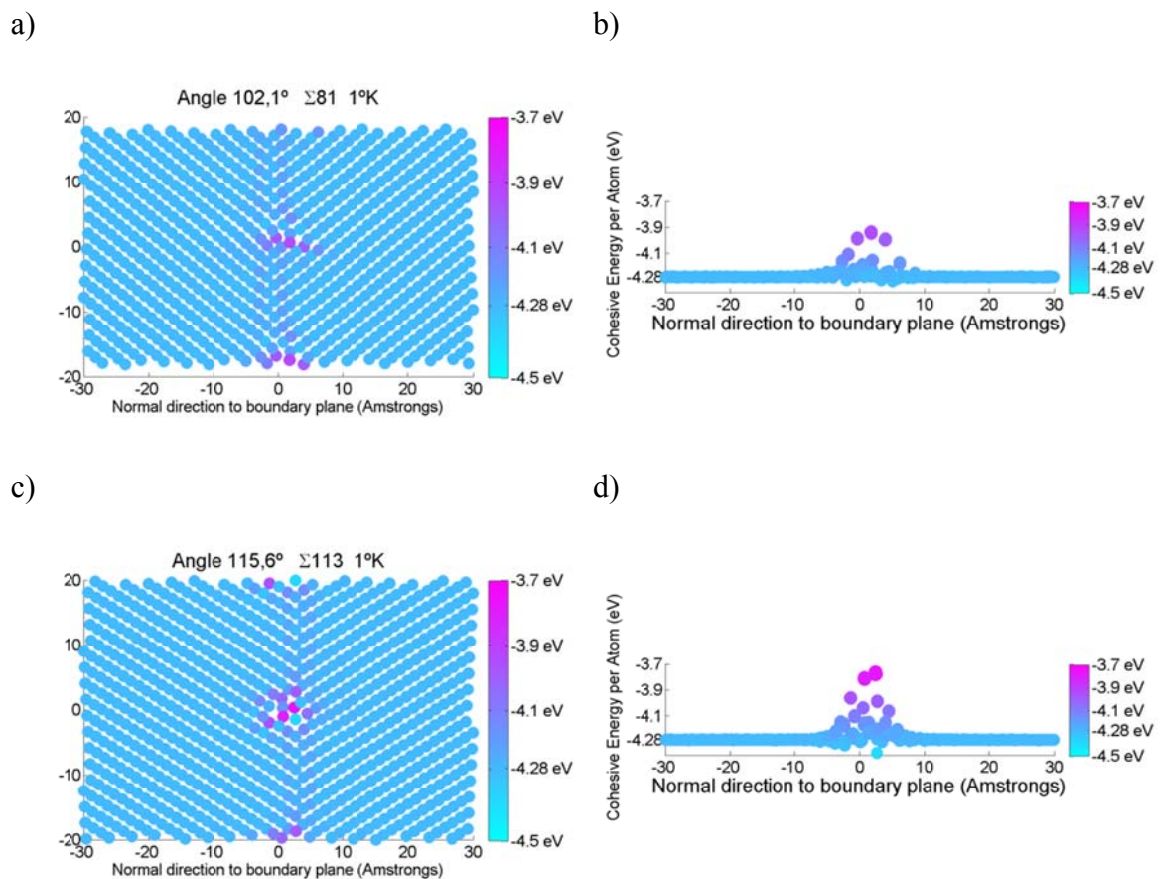 a)
Angle 102,1º Σ81 1ºK
20
10
0
-10
-20
-30 -20 -10 0 10 20 30
Normal direction to boundary plane (Amstrongs)
-3.7 eV
-3.9 eV
-4.1 eV
-4.28 eV
-4.5 eV
b)
Cohesive Energy per Atom (eV)
-3.7
-3.9
-4.1
-4.28
-30 -20 -10 0 10 20 30
Normal direction to boundary plane (Amstrongs)
-3.7 eV
-3.9 eV
-4.1 eV
-4.28 eV
-4.5 eV
c)
Angle 115,6º Σ113 1ºK
20
10
0
-10
-20
-30 -20 -10 0 10 20 30
Normal direction to boundary plane (Amstrongs)
-3.7 eV
-3.9 eV
-4.1 eV
-4.28 eV
-4.5 eV
d)
Cohesive Energy per Atom (eV)
-3.7
-3.9
-4.1
-4.28
-30 -20 -10 0 10 20 30
Normal direction to boundary plane (Amstrongs)
-3.7 eV
-3.9 eV
-4.1 eV
-4.28 eV
-4.5 eV